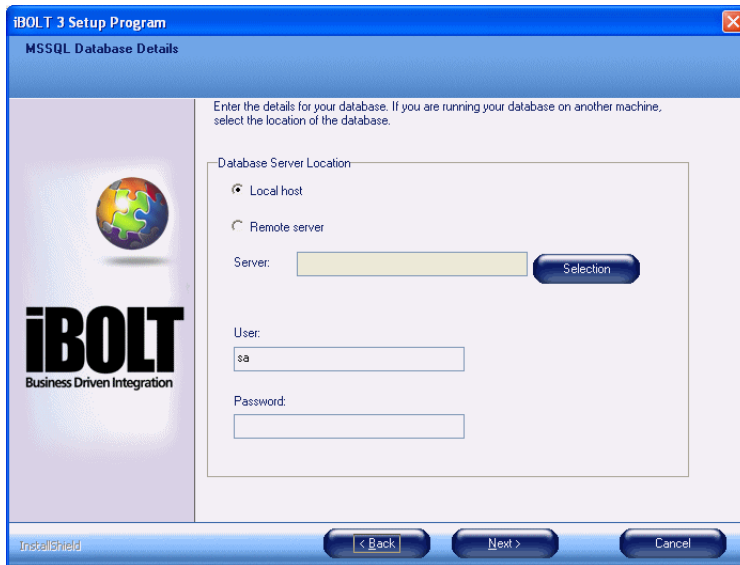 iBOLT 3 Setup Program
MSSQL Database Details
Enter the details for your database. If you are running your database on another machine,
select the location of the database.
Database Server Location
Local host
Remote server
Server:
Selection
User:
sa
Password:
iBOLT
Business Driven Integration
InstallShield
< Back
Next >
Cancel